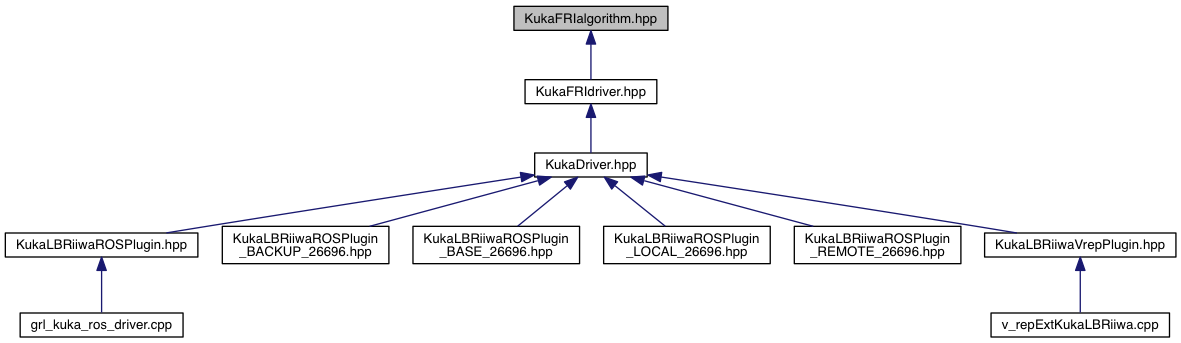 KukaFRIalgorithm.hpp
KukaFRIdriver.hpp
KukaDriver.hpp
KukaLBRiiwaROSPlugin.hpp
KukaLBRiiwaROSPlugin
_BACKUP_26696.hpp
KukaLBRiiwaROSPlugin
_BASE_26696.hpp
KukaLBRiiwaROSPlugin
_LOCAL_26696.hpp
KukaLBRiiwaROSPlugin
_REMOTE_26696.hpp
KukaLBRiiwaVrepPlugin.hpp
grl_kuka_ros_driver.cpp
v_repExtKukaLBRiiwa.cpp